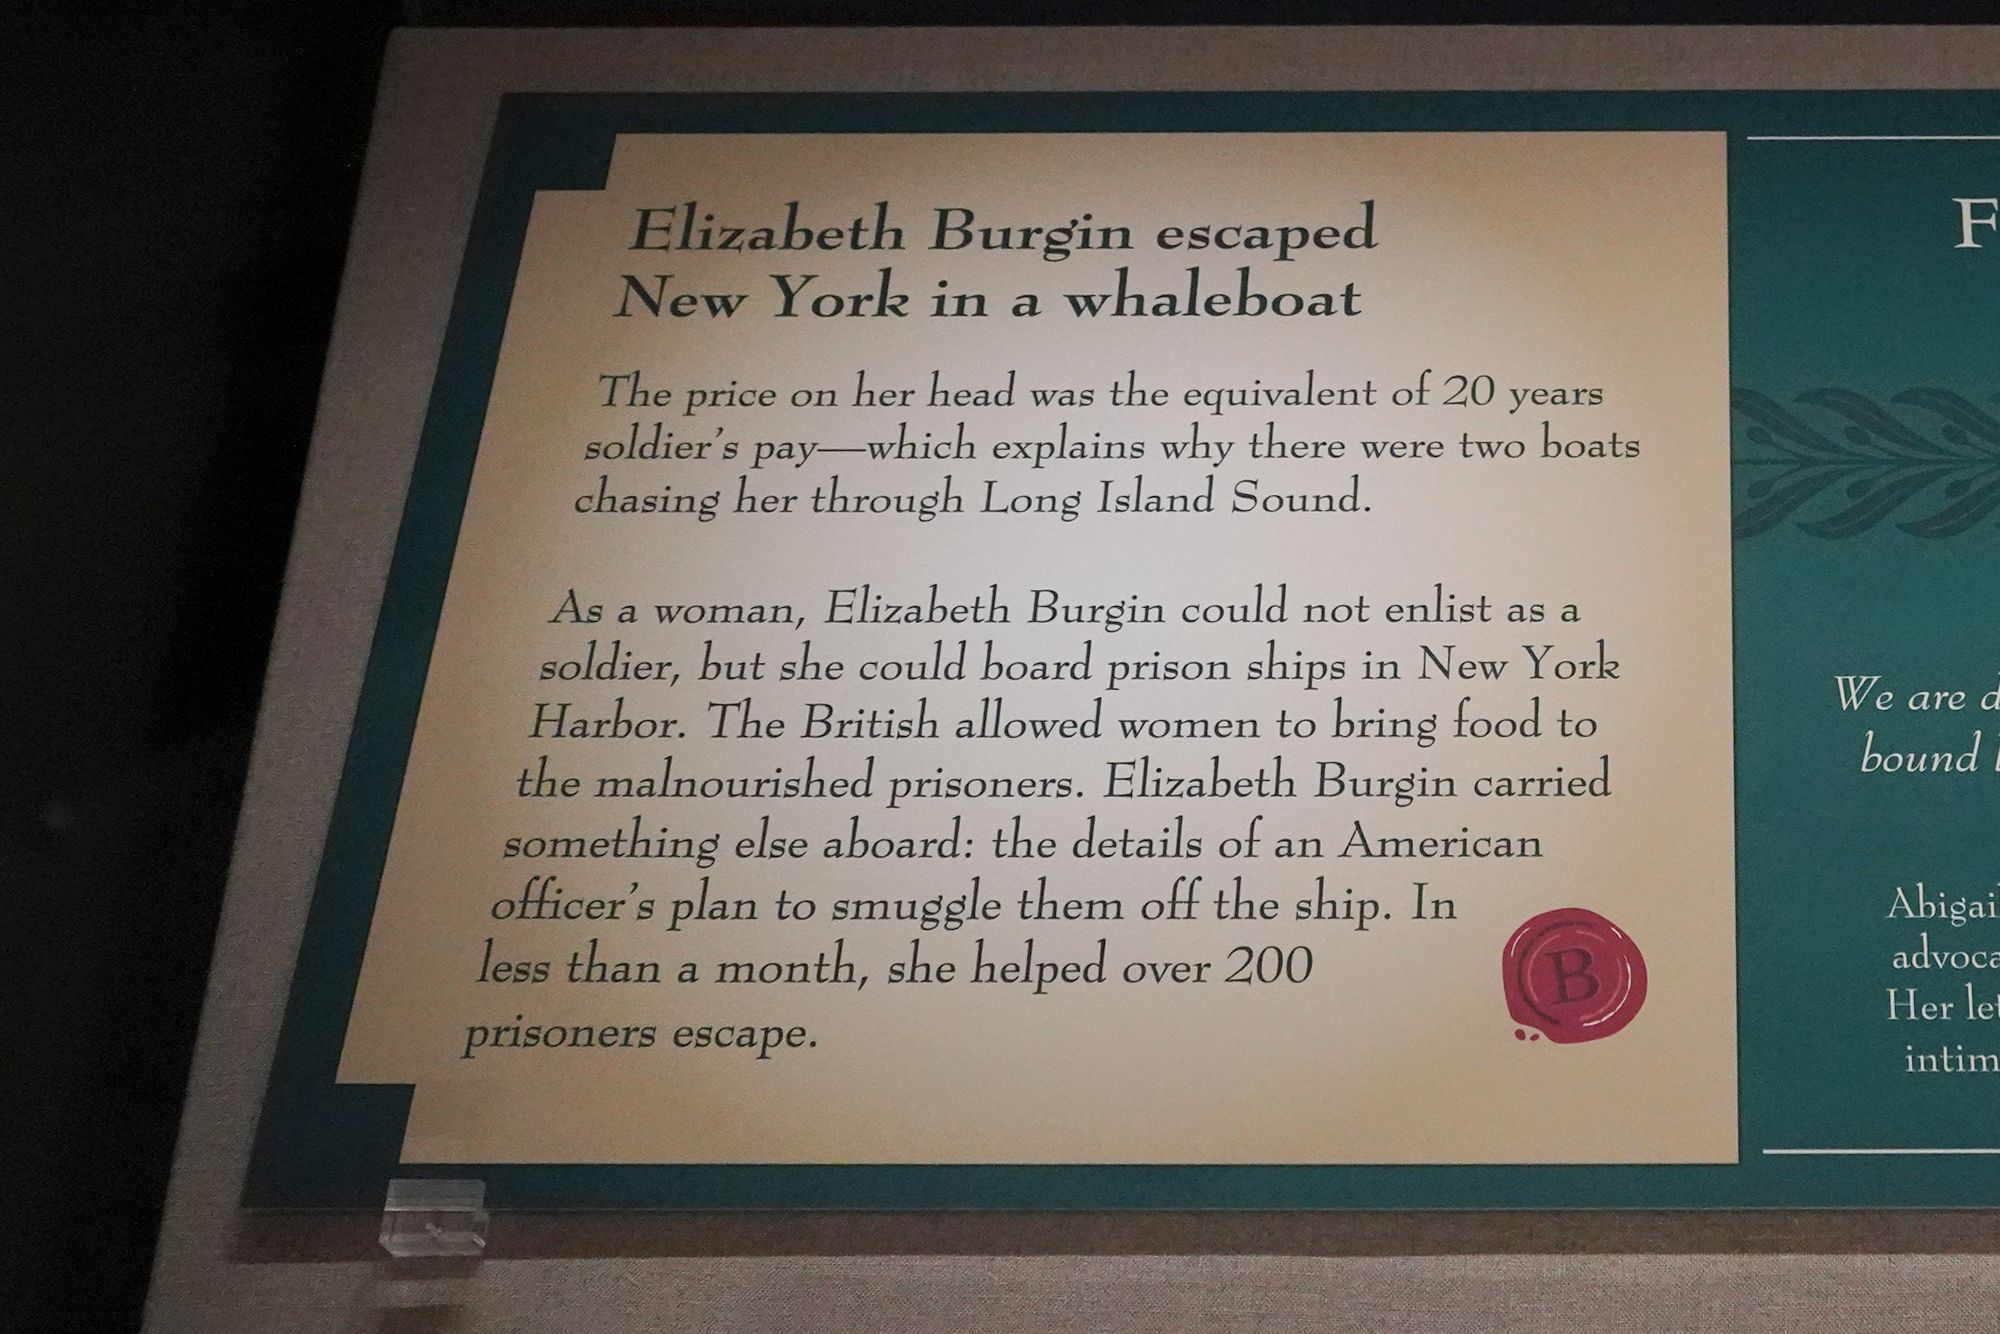 Elizabeth Burgin escaped
New York in a whaleboat
The price on her head was the equivalent of 20 years
soldier's pay—which explains why there were two boats
chasing her through Long Island Sound.
As a woman, Elizabeth Burgin could not enlist as a
soldier, but she could board prison ships in New York
Harbor. The British allowed women to bring food to
the malnourished prisoners. Elizabeth Burgin carried
something else aboard: the details of an American
officer's plan to smuggle them off the ship. In
less than a month, she helped over 200
prisoners escape.
B
F
We are
bound
Her